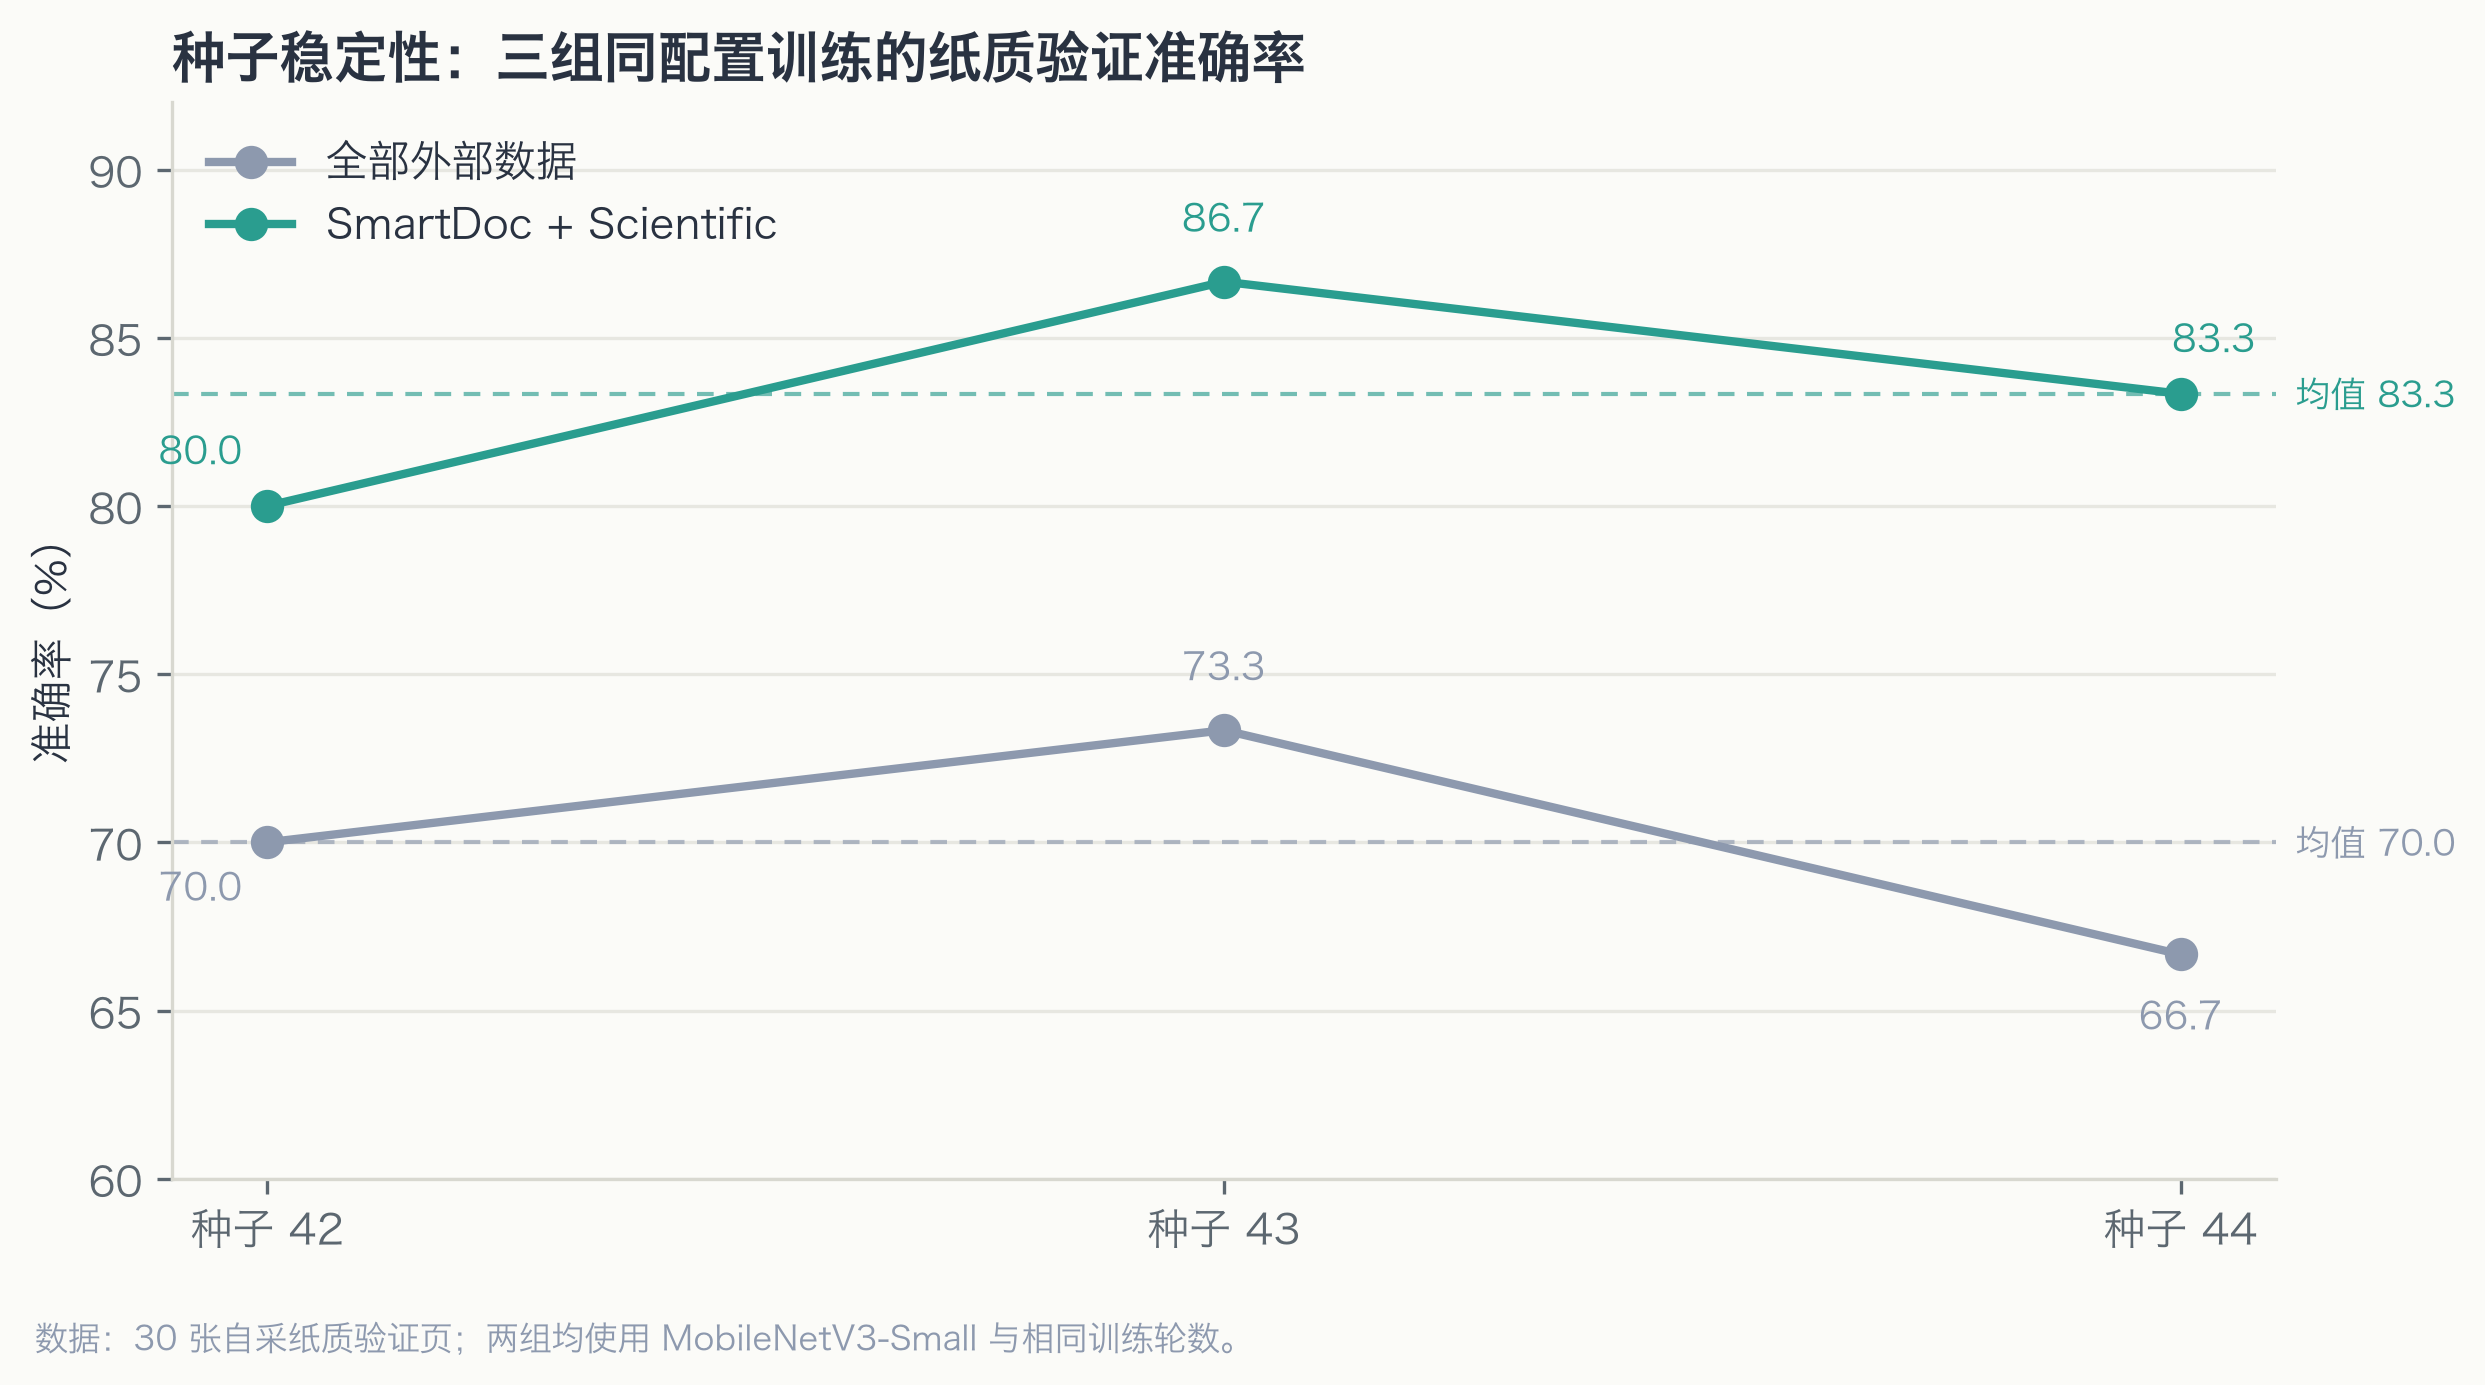 种子稳定性：三组同配置训练的纸质验证准确率
全部外部数据
SmartDoc + Scientific
准确率（%）
90
85
80
75
70
65
60
80.0
86.7
83.3
均值 83.3
70.0
73.3
66.7
均值 70.0
种子 42
种子 43
种子 44
数据：30 张自采纸质验证页；两组均使用 MobileNetV3-Small 与相同训练轮数。